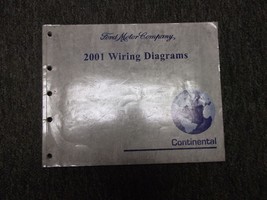 Ford Motor Company,
2001 Wiring Diagrams
Continental